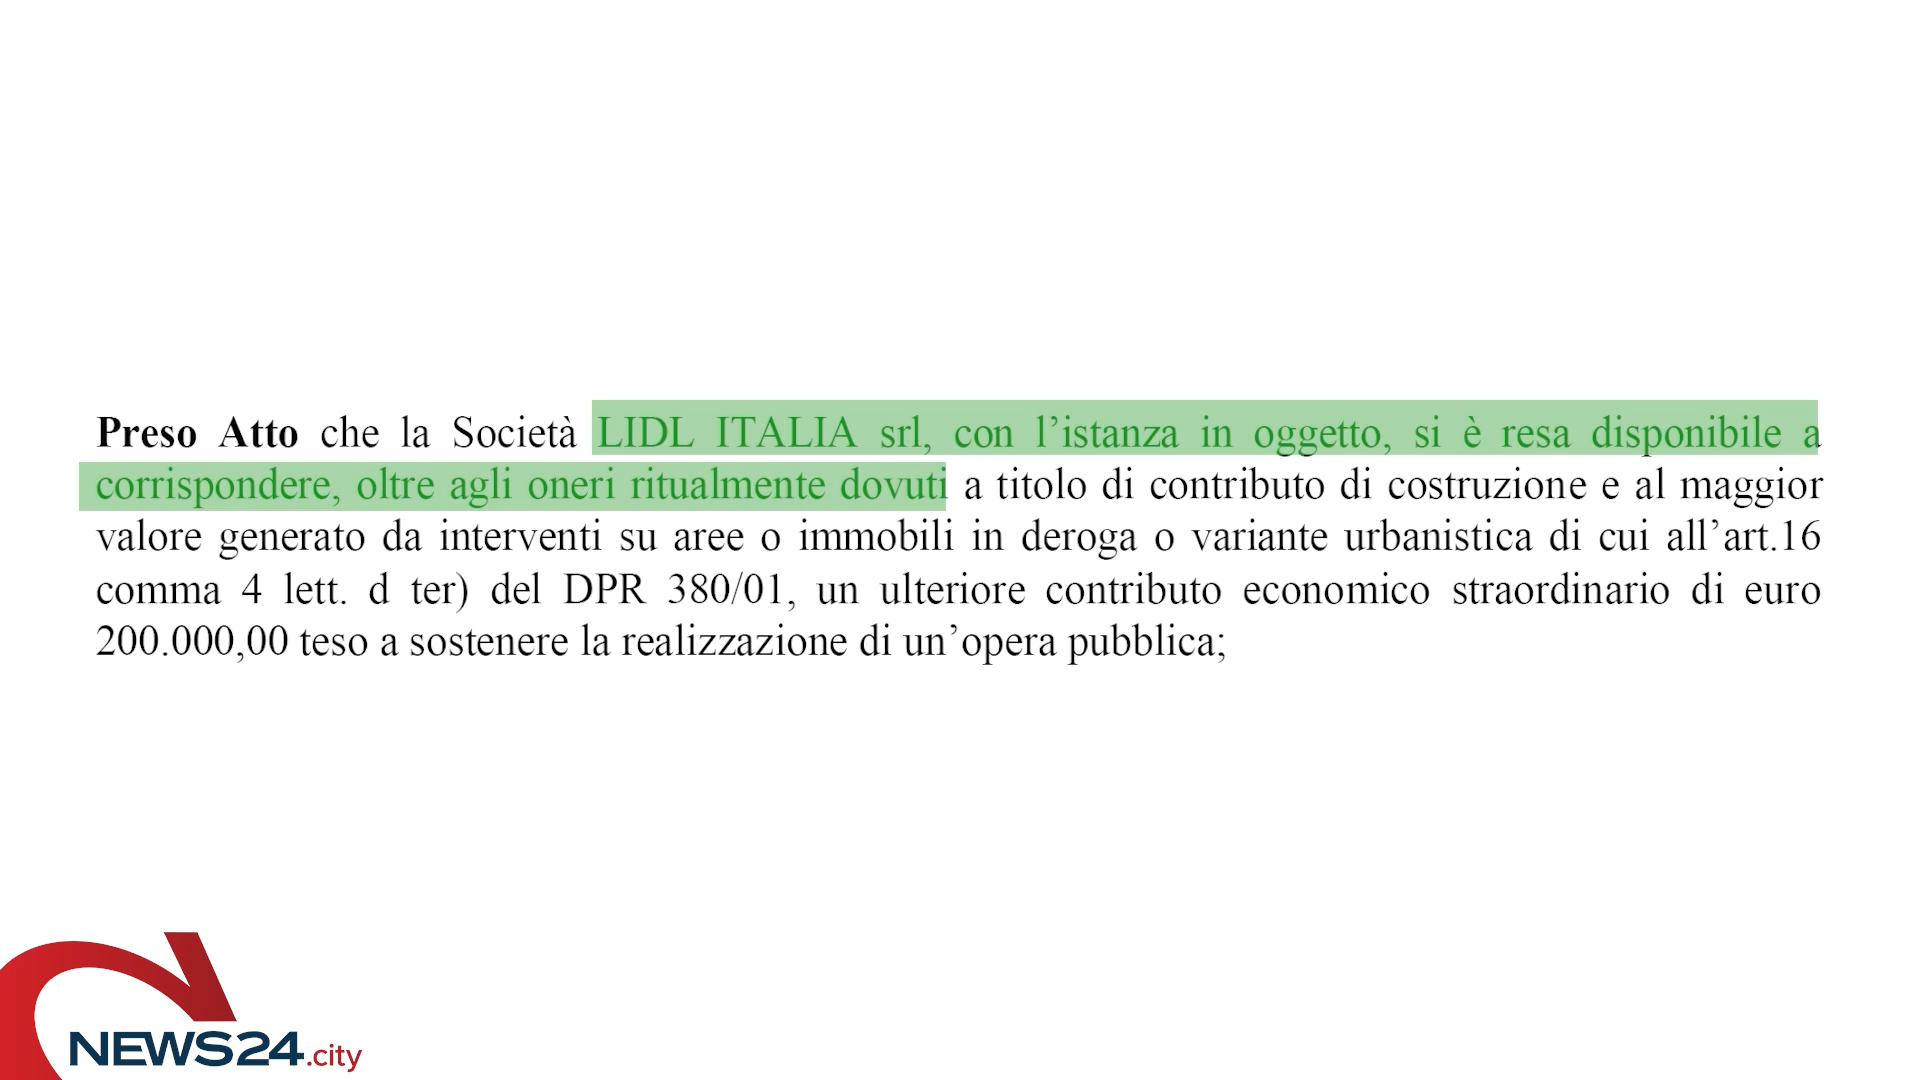 Preso Atto che la Società LIDL ITALIA srl, con l’istanza in oggetto, si è resa disponibile a
corrispondere, oltre agli oneri ritualmente dovuti a titolo di contributo di costruzione e al maggior
valore generato da interventi su aree o immobili in deroga o variante urbanistica di cui all’art.16
comma 4 lett. d ter) del DPR 380/01, un ulteriore contributo economico straordinario di euro
200.000,00 teso a sostenere la realizzazione di un’opera pubblica;
NEWS24.city